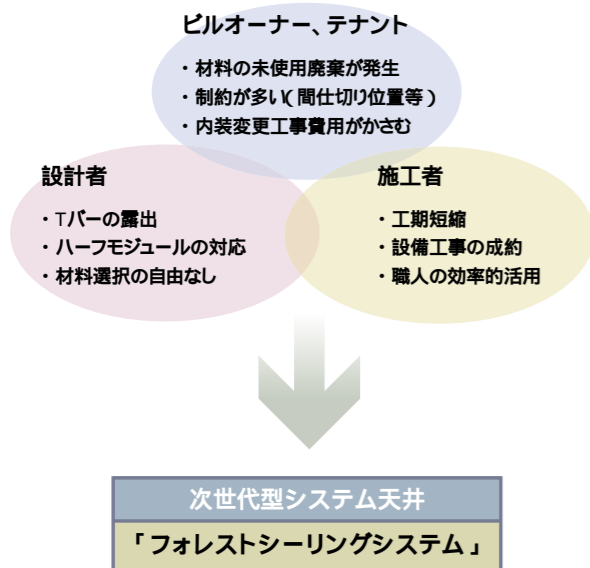 ビルオーナー、テナント
・材料の未使用廃棄が発生
・制約が多い(間仕切り位置等)
・内装変更工事費用がかさむ
設計者
・Tバーの露出
・ハーフモジュールの対応
・材料選択の自由なし
施工者
・工期短縮
・設備工事の成約
・職人の効率的活用
次世代型システム天井
「フォレストシーリングシステム」